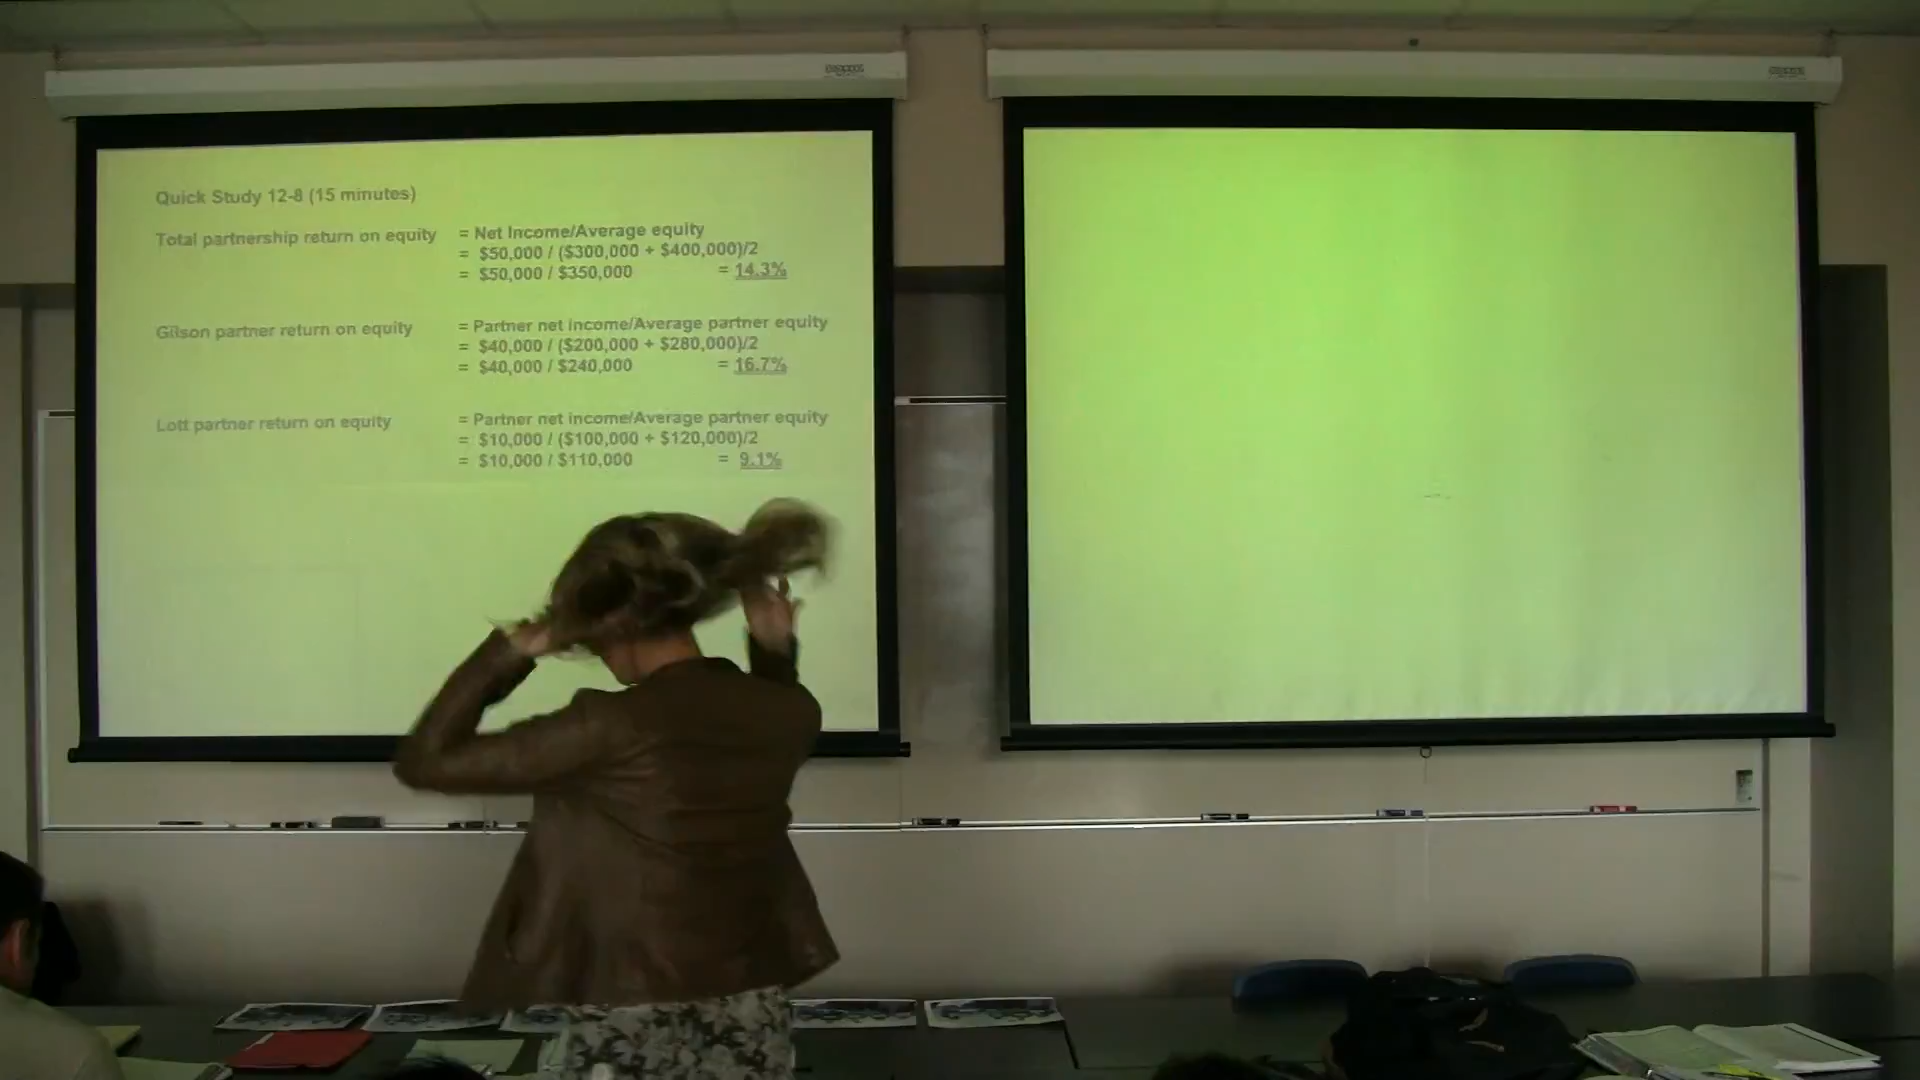 Quick Study 12-8 (15 minutes)
Total partnership return on equity = Net Income/Average equity
= $50,000 / ($300,000 + $400,000)/2
= $50,000 / $350,000 = 14.3%
Gilson partner return on equity = Partner net income/Average partner equity
= $40,000 / ($200,000 + $280,000)/2
= $40,000 / $240,000 = 16.7%
Lott partner return on equity = Partner net income/Average partner equity
= $10,000 / ($100,000 + $120,000)/2
= $10,000 / $110,000 = 9.1%